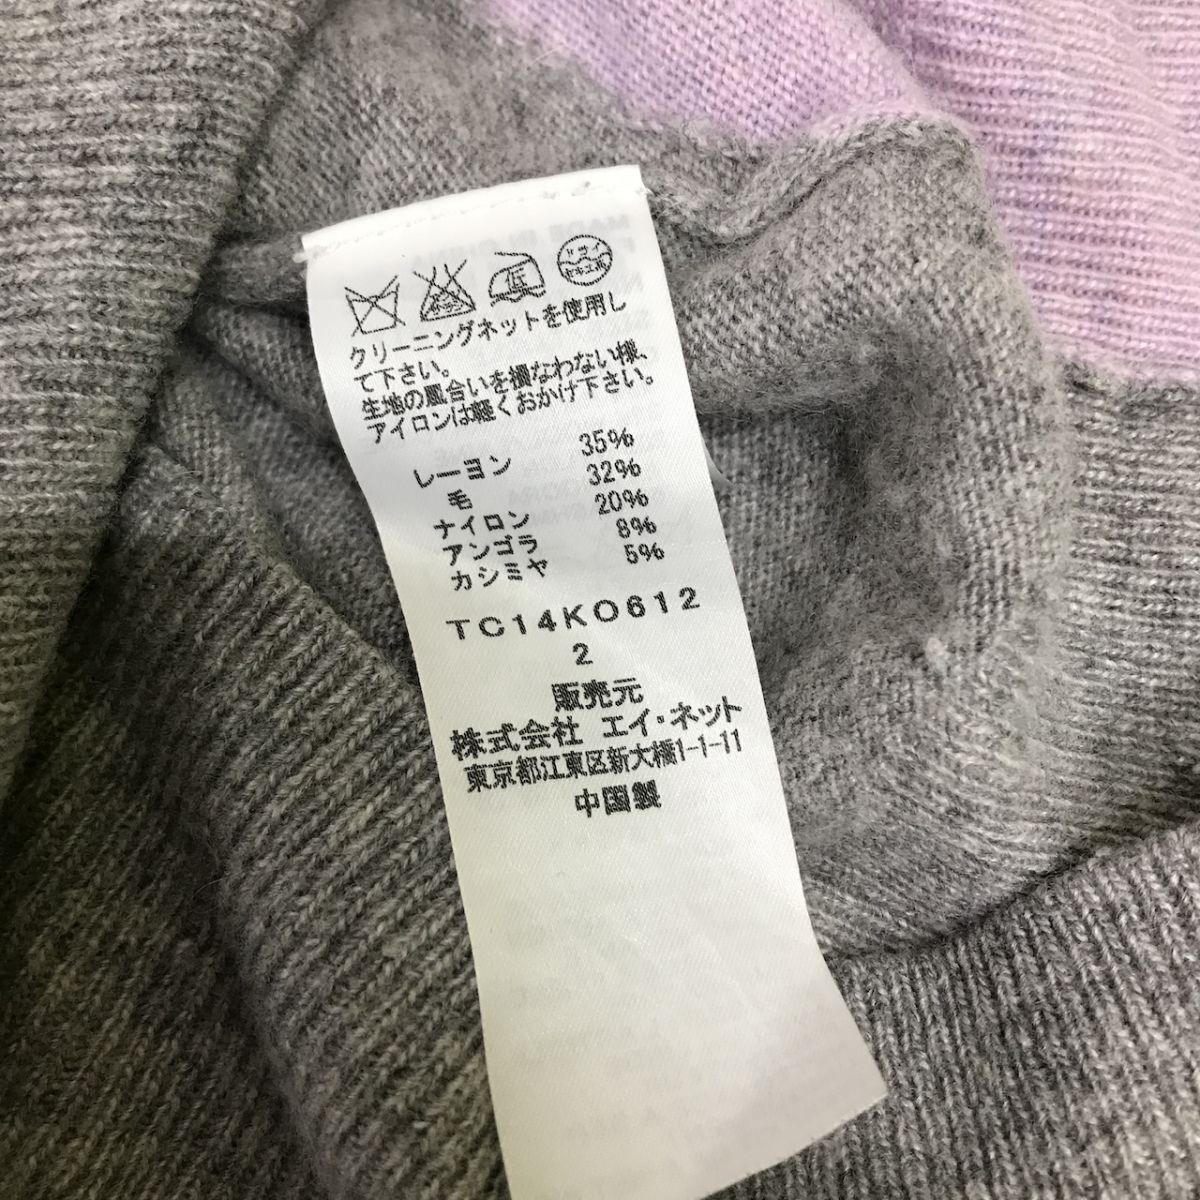 低
クリーニングネットを使用し
て下さい。
生地の風合いを損なわない様、
アイロンは軽くおかけ下さい。
レーヨン 35%
毛 32%
ナイロン 20%
アンゴラ 8%
カシミヤ 5%
TC14KO612
2
販売元
株式会社 エイ・ネット
東京都江東区新大橋1-1-11
中国製